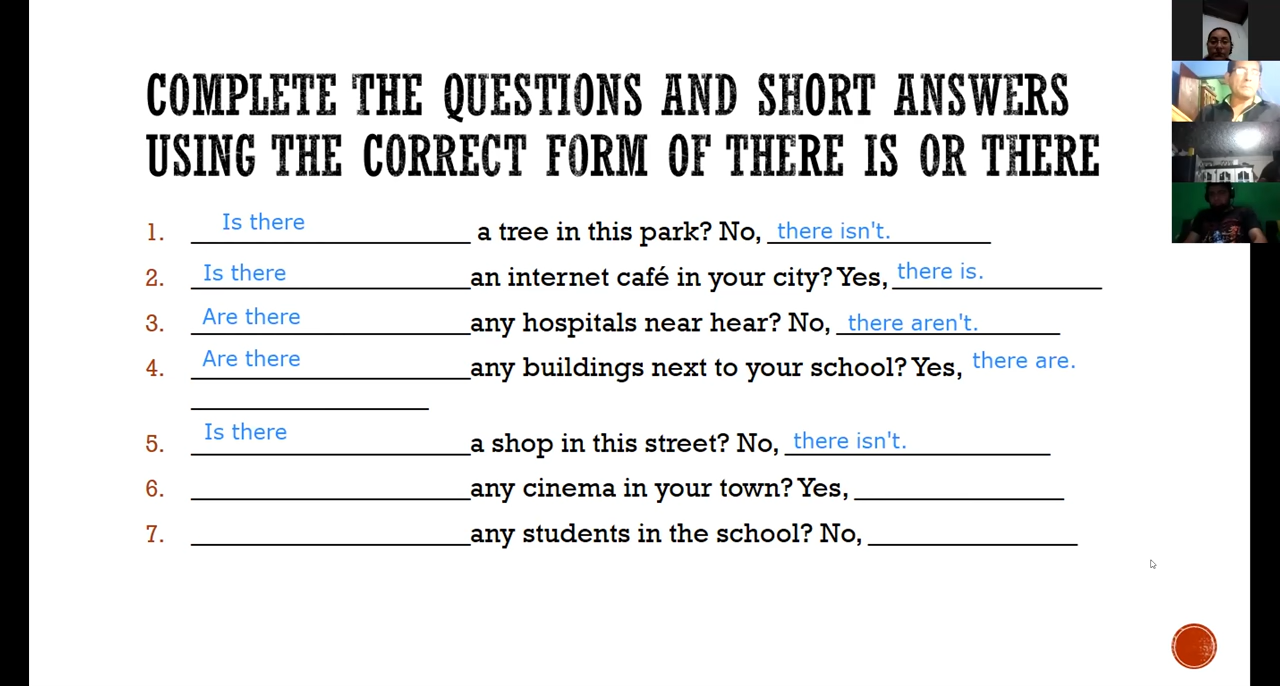 COMPLETE THE QUESTIONS AND SHORT ANSWERS
USING THE CORRECT FORM OF THERE IS OR THERE
1. Is there a tree in this park? No, there isn't.
2. Is there an internet café in your city? Yes, there is.
3. Are there any hospitals near hear? No, there aren't.
4. Are there any buildings next to your school? Yes, there are.
5. Is there a shop in this street? No, there isn't.
6. any cinema in your town? Yes,
7. any students in the school? No,